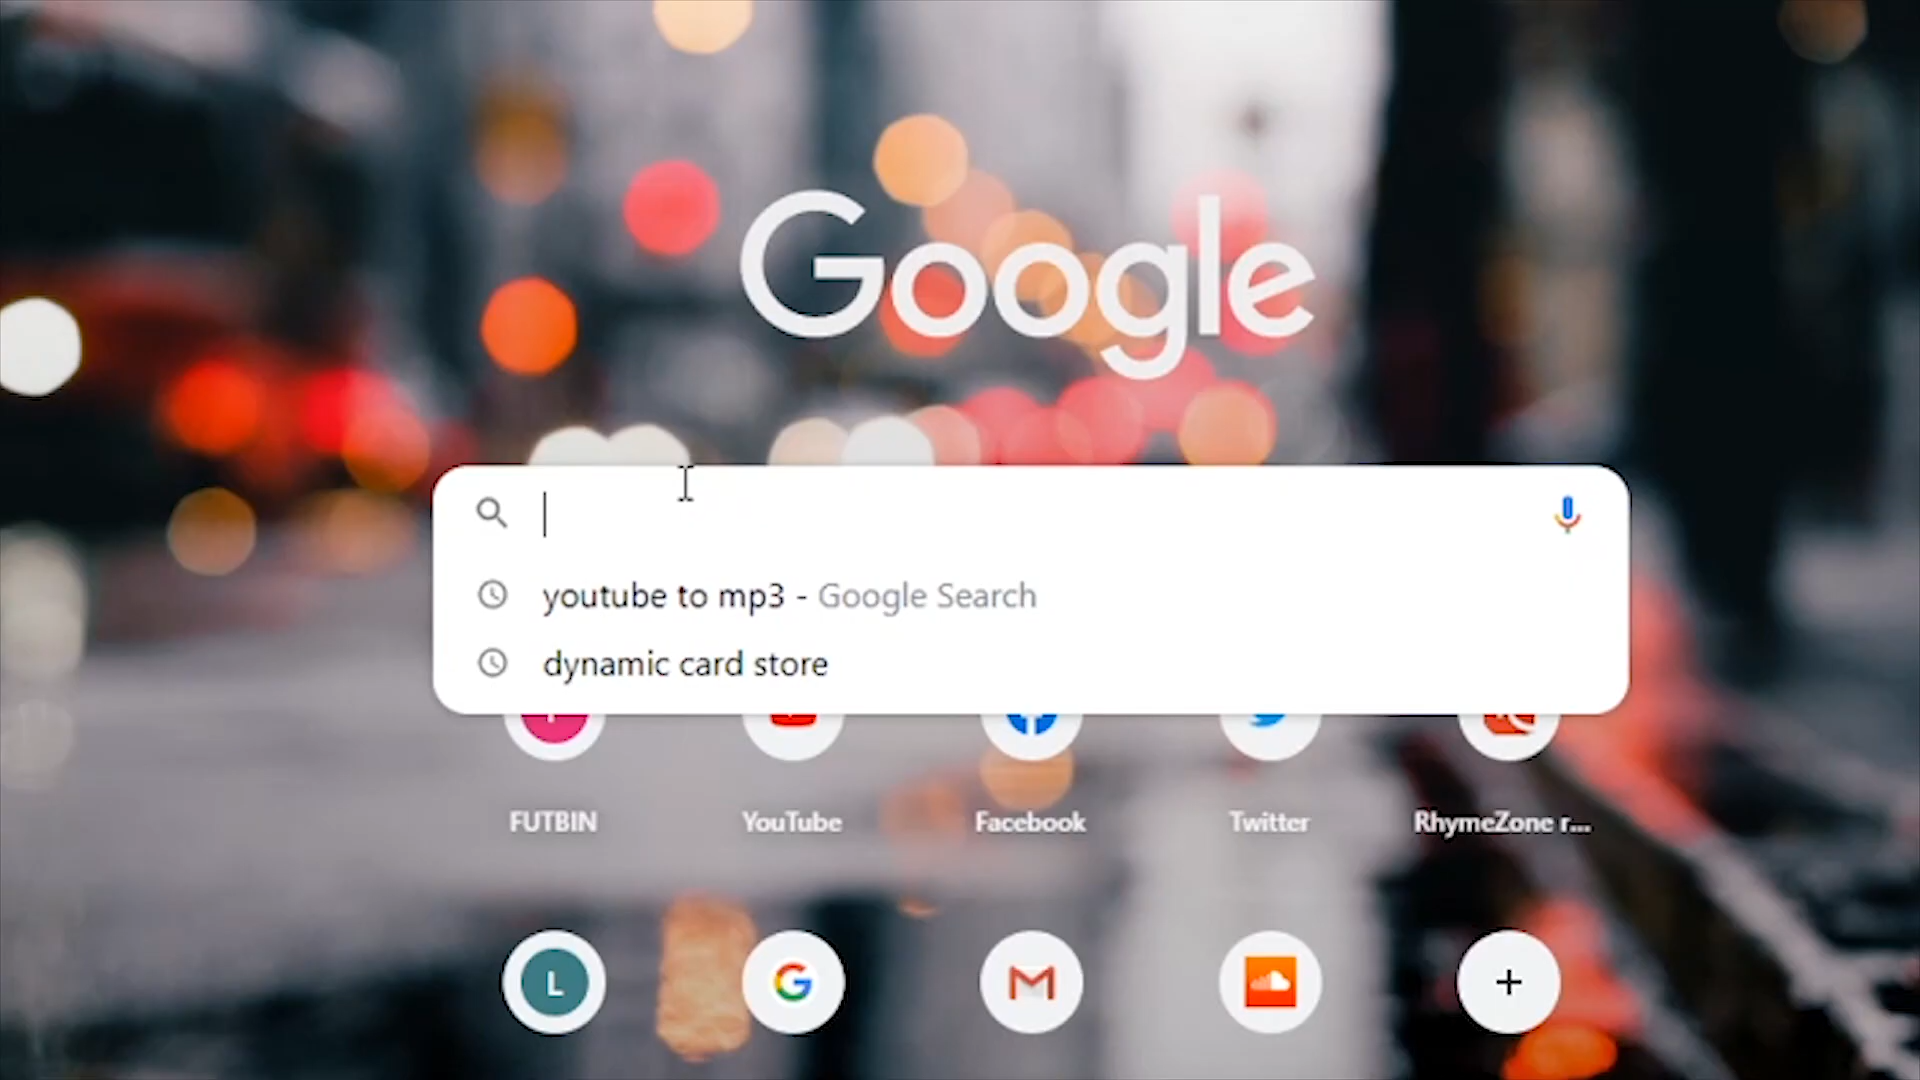 Google
youtube to mp3 - Google Search
dynamic card store
FUTBIN
YouTube
Facebook
Twitter
RhymeZone r...
L